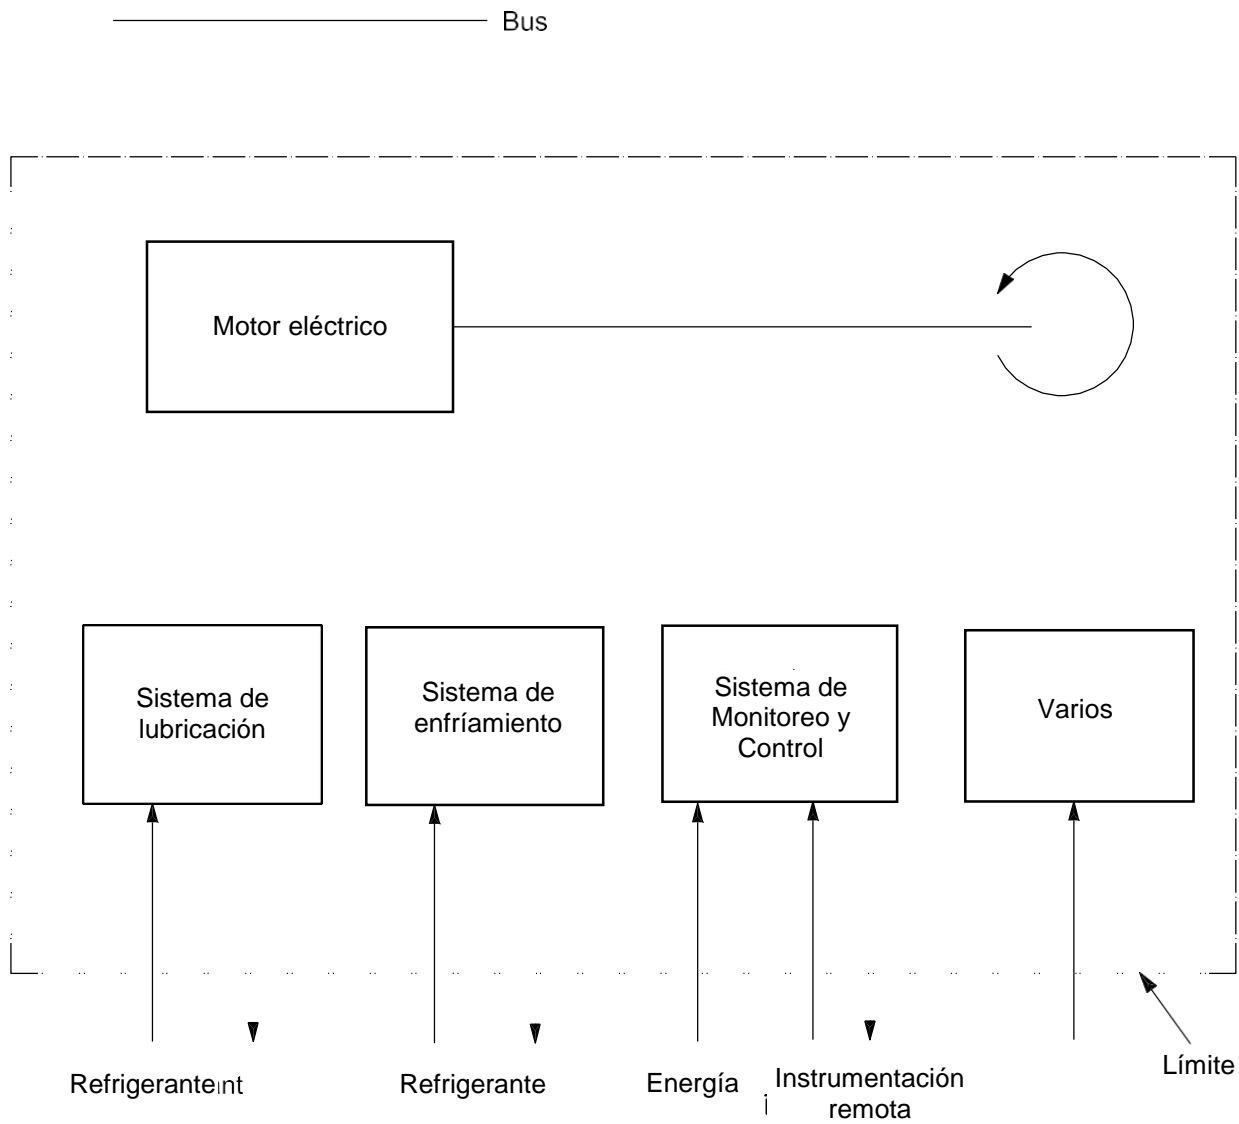 Bus
Motor eléctrico
Sistema de
lubricación
Sistema de
enfríamiento
Sistema de
Monitoreo y
Control
Varios
Refrigerante nt
Refrigerante
Energía
Instrumentación
remota
Límite